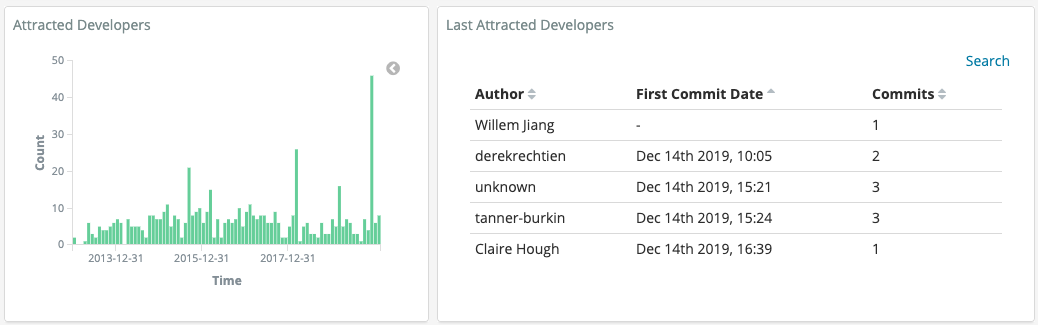 Attracted Developers
50
40
30
20
10
0
Count
2013-12-31 2015-12-31 2017-12-31
Time
Last Attracted Developers
Search
Author First Commit Date Commits
Willem Jiang - 1
derekrechtien Dec 14th 2019, 10:05 2
unknown Dec 14th 2019, 15:21 3
tanner-burkin Dec 14th 2019, 15:24 3
Claire Hough Dec 14th 2019, 16:39 1